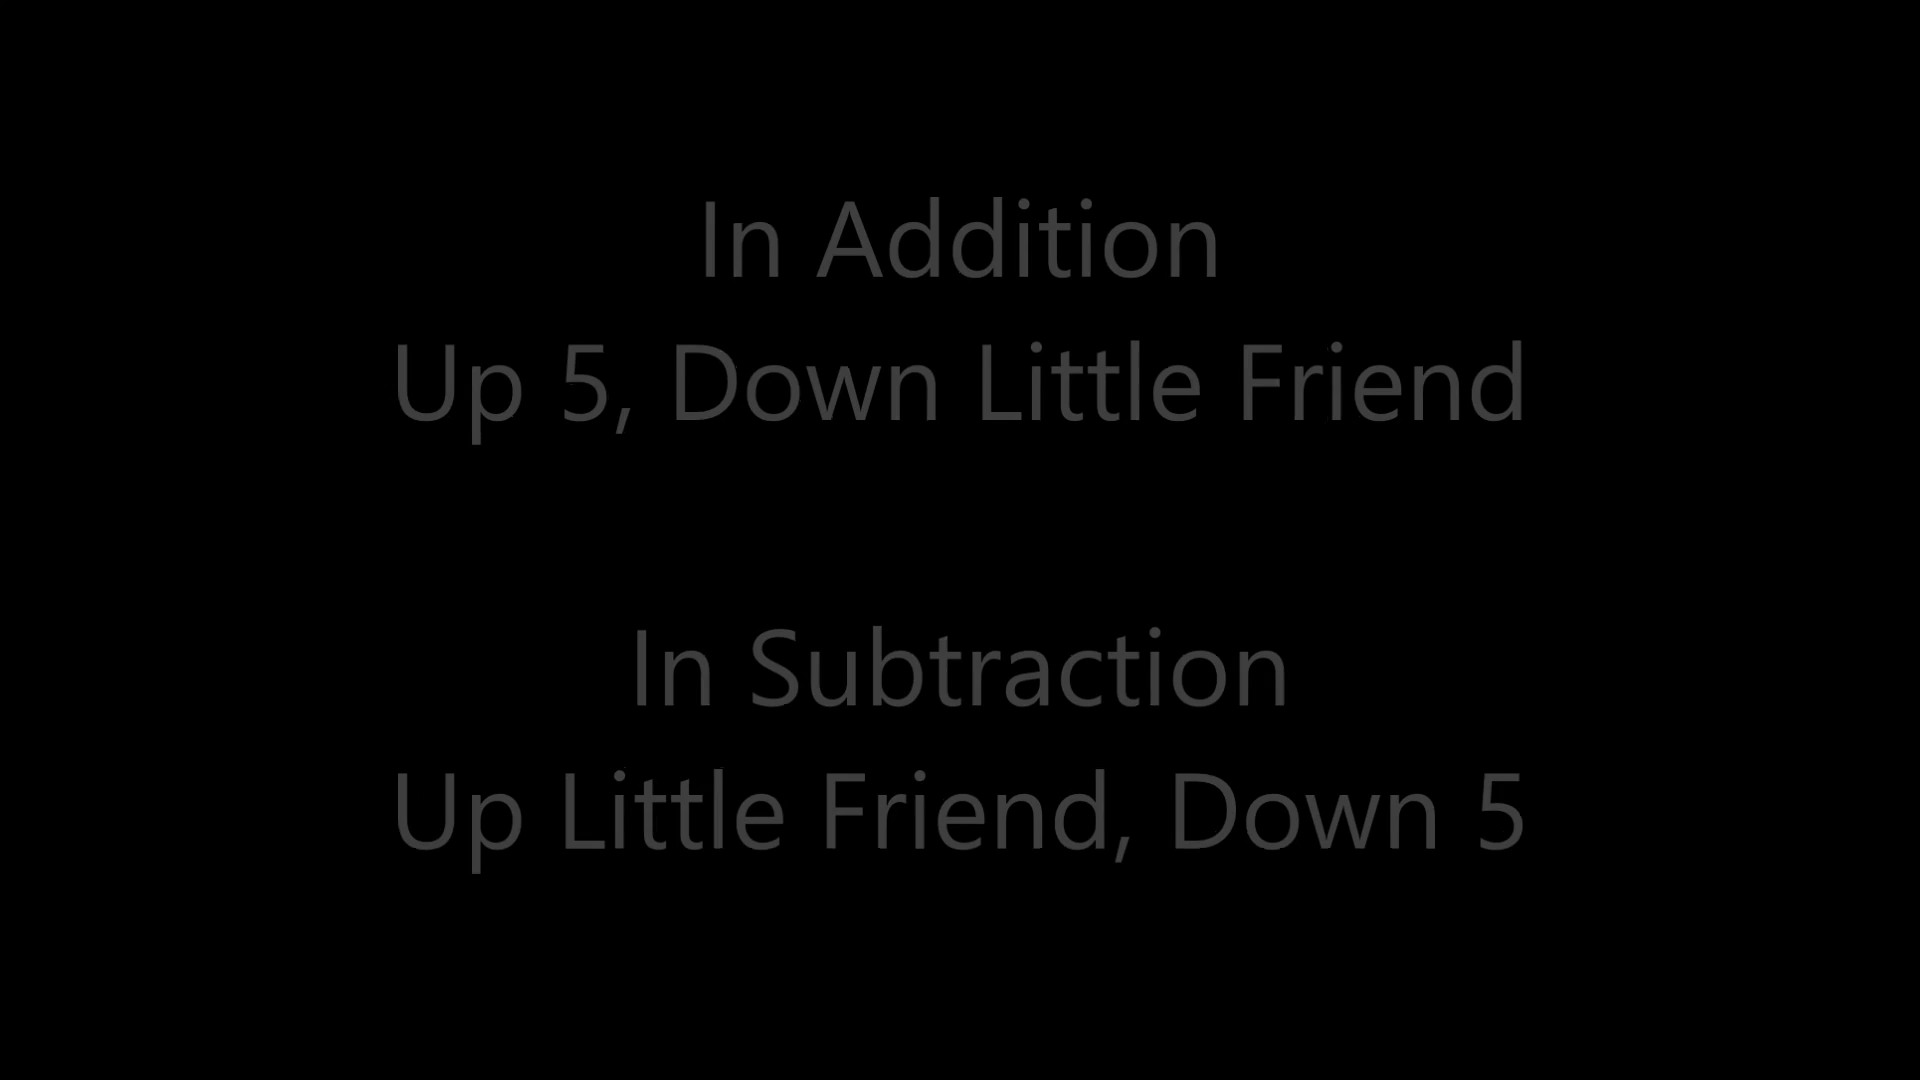 In Addition
Up 5, Down Little Friend
In Subtraction
Up Little Friend, Down 5